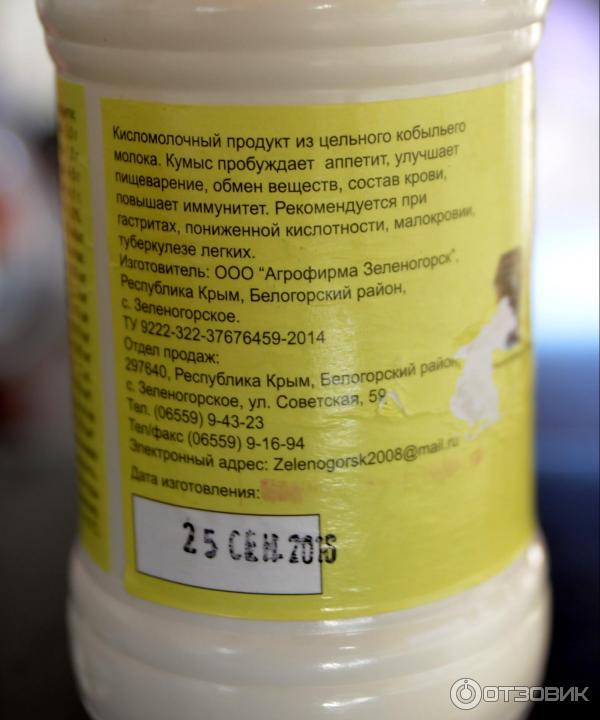 Кисломолочный продукт из цельного кобыльего
молока. Кумыс пробуждает аппетит, улучшает
пищеварение, обмен веществ, состав крови,
повышает иммунитет. Рекомендуется при
гастритах, пониженной кислотности, малокровии,
туберкулезе легких.
Изготовитель: ООО "Агрофирма Зеленогорск",
Республика Крым, Белогорский район,
с. Зеленогорское.
ТУ 9222-322-37676459-2014
Отдел продаж:
297640, Республика Крым, Белогорский район,
с. Зеленогорское, ул. Советская, 59
Тел. (06559) 9-43-23
Тел/факс (06559) 9-16-94
Электронный адрес: Zelenogorsk2008@mail.ru
Дата изготовления:
25 СЕН. 2016
ОТЗОВИК